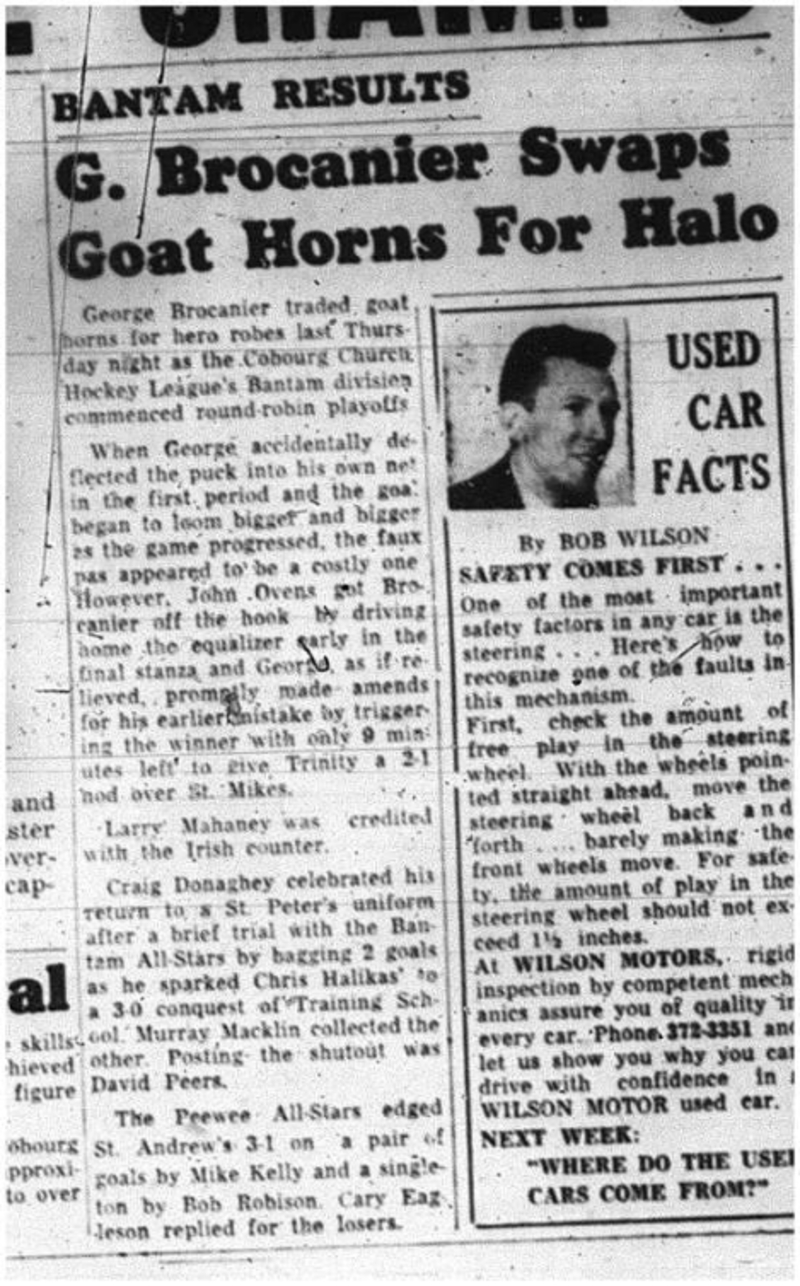 CHAMPS
BANTAM RESULTS
G. Brocanier Swaps
Goat Horns For Halo
George Brocanier traded goat
horns for hero robes last Thurs-
day night as the Cobourg Church
Hockey League's Bantam division
commenced round-robin playoffs
When George accidentally de-
flected the puck into his own net
in the first period and the goal
began to loom bigger and bigger
as the game progressed, the faux
pas appeared to be a costly one
However, John Ovens got Bro-
canier off the hook by driving
home the equalizer early in the
final stanza and George, as if re-
lieved, promptly made amends
for his earlier mistake by trigger-
ing the winner with only 9 min-
utes left to give Trinity a 2-1
nod over St. Mikes.
Larry Mahaney was credited
with the Irish counter.
Craig Donaghey celebrated his
return to a St. Peter's uniform
after a brief trial with the Ban-
tam All-Stars by bagging 2 goals
as he sparked Chris Halikas' to
a 3-0 conquest of Training Sch-
ool. Murray Macklin collected the
other. Posting the shutout was
David Peers.
The Peewee All-Stars edged
St. Andrew's 3-1 on a pair of
goals by Mike Kelly and a single-
ton by Bob Robison. Cary Eag-
leson replied for the losers.
USED
CAR
FACTS
By BOB WILSON
SAFETY COMES FIRST . . .
One of the most important
safety factors in any car is the
steering . . . Here's how to
recognize one of the faults in
this mechanism.
First, check the amount of
free play in the steering
wheel. With the wheels poin-
ted straight ahead, move the
steering wheel back and
forth . . . barely making the
front wheels move. For safe-
ty, the amount of play in the
steering wheel should not ex-
ceed 1½ inches.
At WILSON MOTORS, rigid
inspection by competent mech
anics assure you of quality in
every car. Phone 372-3351 and
let us show you why you can
drive with confidence in a
WILSON MOTOR used car.
NEXT WEEK:
"WHERE DO THE USED
CARS COME FROM?"
and
ster
ver-
cap-
al
skills
hieved
figure
obourg
pproxi-
to over